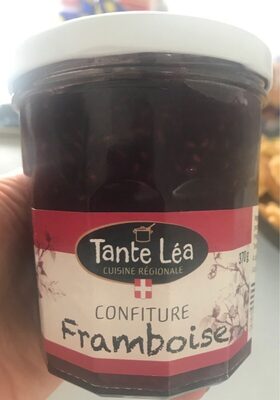 Tante Léa
CUISINE RÉGIONALE
370g
CONFITURE
Framboise